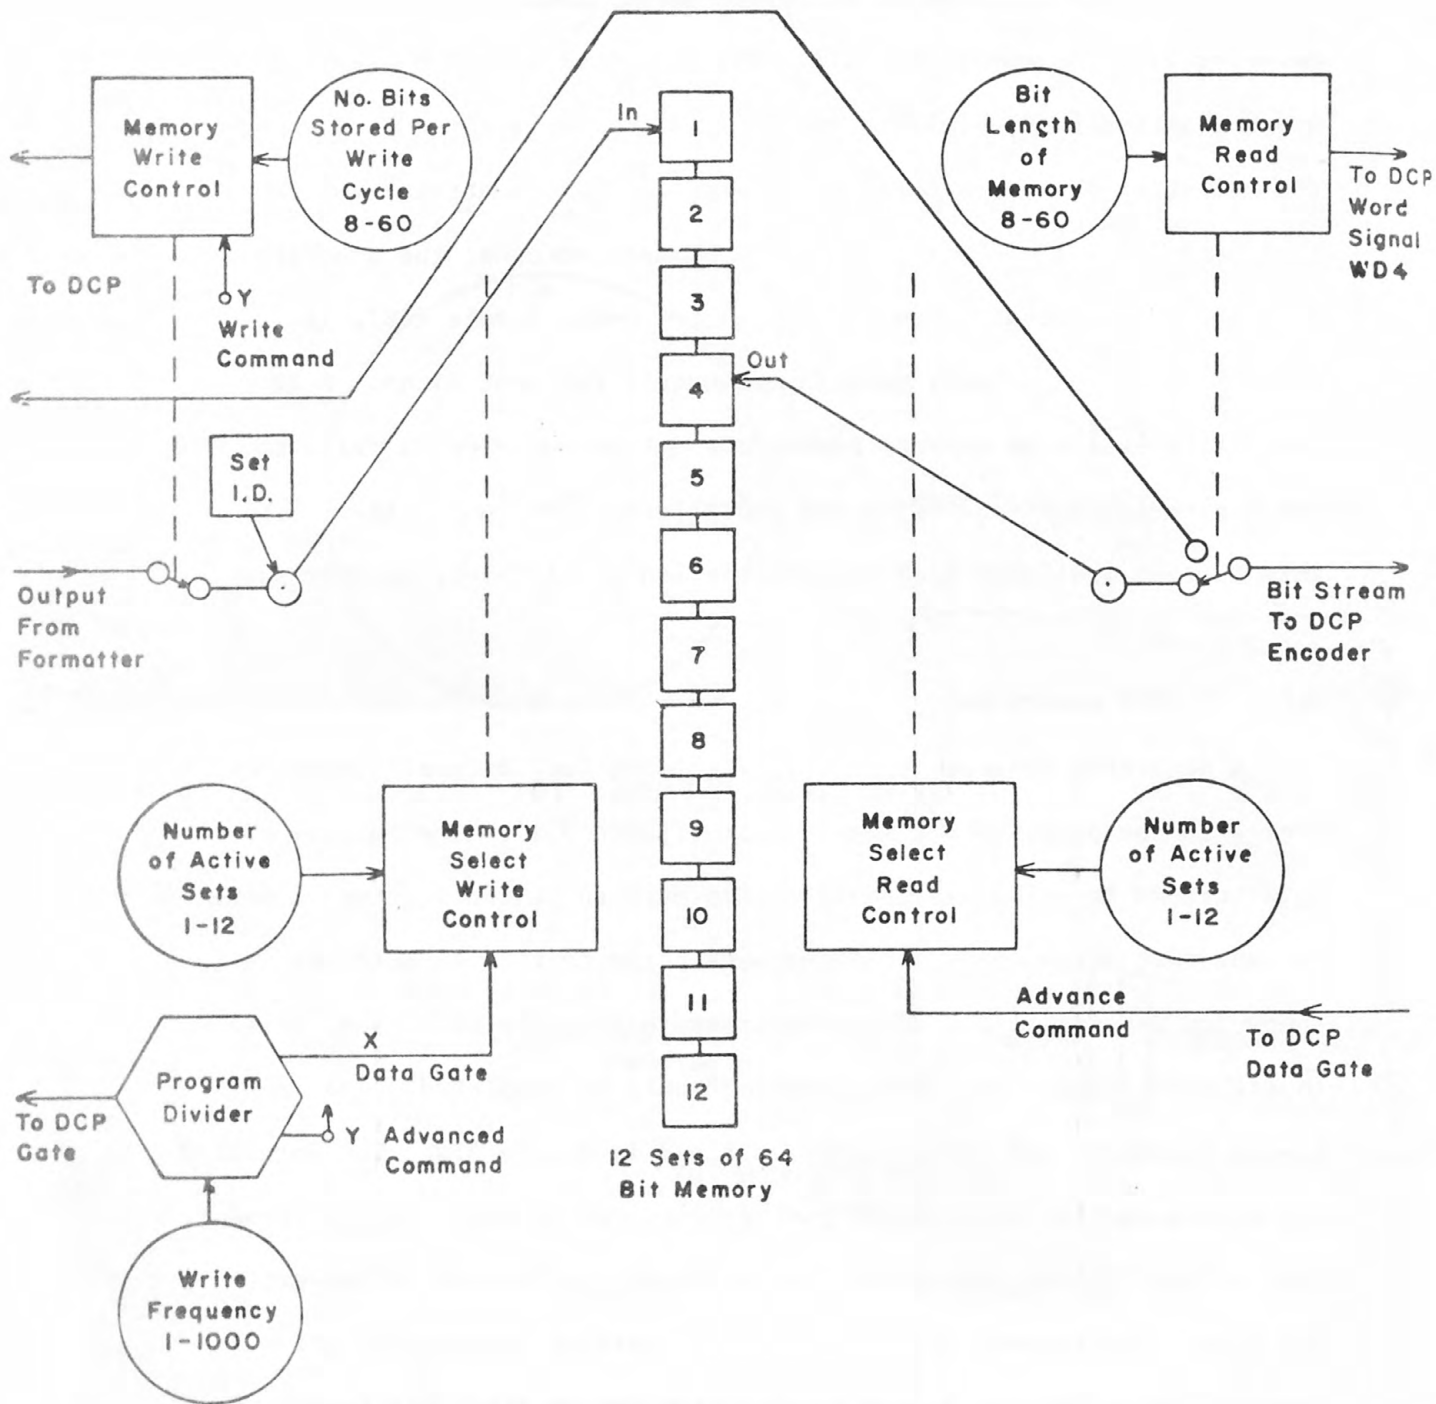 Memory
Write
Control
No. Bits
Stored Per
Write
Cycle
8-60
In
1
2
3
4
5
6
7
8
9
10
11
12
12 Sets of 64
Bit Memory
Bit
Length
of
Memory
8-60
Memory
Read
Control
To DCP
Word
Signal
WD4
To DCP
Y
Write
Command
Out
Set
I.D.
Output
From
Formatter
Bit Stream
To DCP
Encoder
Number
of Active
Sets
1-12
Memory
Select
Write
Control
Memory
Select
Read
Control
Number
of Active
Sets
1-12
Advance
Command
To DCP
Data Gate
X
Data Gate
Program
Divider
To DCP
Gate
Y Advanced
Command
Write
Frequency
1-1000